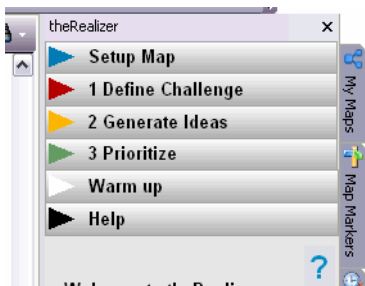 theRealizer
Setup Map
1 Define Challenge
2 Generate Ideas
3 Prioritize
Warm up
Help
?
My Maps
Map Markers